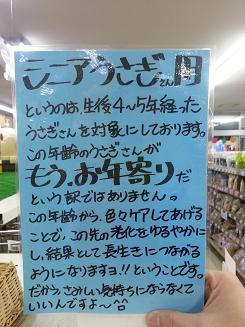 シニアうさぎさん用
というのは、生後4〜5年経った
うさぎさんを対象にしております。
この年齢のうさぎさんが
もう、お年寄りだ
という訳ではありません。
この年齢から、色々ケアしてあげる
ことで、この先の老化をゆるやかに
し、結果として長生きにつながる
ようになりますョ!!ということです。
だから、さみしい気持ちにならなくて
いいんですよ〜^^